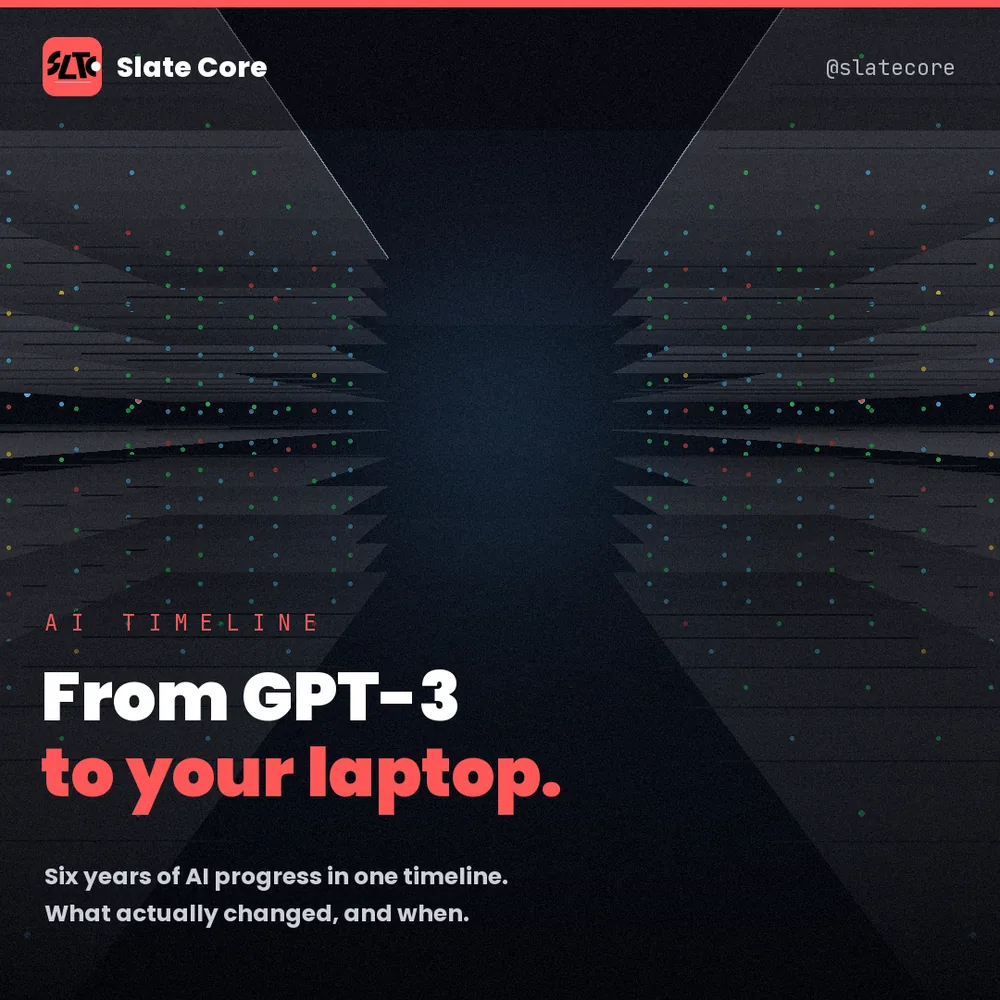 SLTC
Slate Core
@slatecore
AI TIMELINE
From GPT-3
to your laptop.
Six years of AI progress in one timeline.
What actually changed, and when.